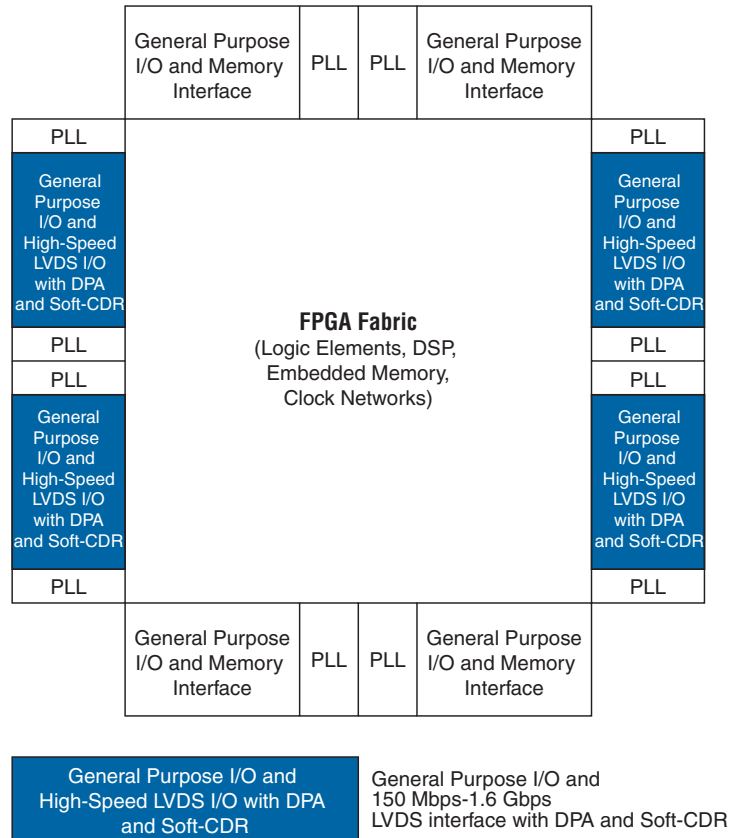 General Purpose
I/O and Memory
Interface
PLL
PLL
General Purpose
I/O and Memory
Interface
PLL
General
Purpose
I/O and
High-Speed
LVDS I/O
with DPA
and Soft-CDR
PLL
PLL
General
Purpose
I/O and
High-Speed
LVDS I/O
with DPA
and Soft-CDR
PLL
FPGA Fabric
(Logic Elements, DSP,
Embedded Memory,
Clock Networks)
PLL
General
Purpose
I/O and
High-Speed
LVDS I/O
with DPA
and Soft-CDR
PLL
PLL
General
Purpose
I/O and
High-Speed
LVDS I/O
with DPA
and Soft-CDR
PLL
General Purpose
I/O and Memory
Interface
PLL
PLL
General Purpose
I/O and Memory
Interface
General Purpose I/O and
High-Speed LVDS I/O with DPA
and Soft-CDR
General Purpose I/O and
150 Mbps-1.6 Gbps
LVDS interface with DPA and Soft-CDR